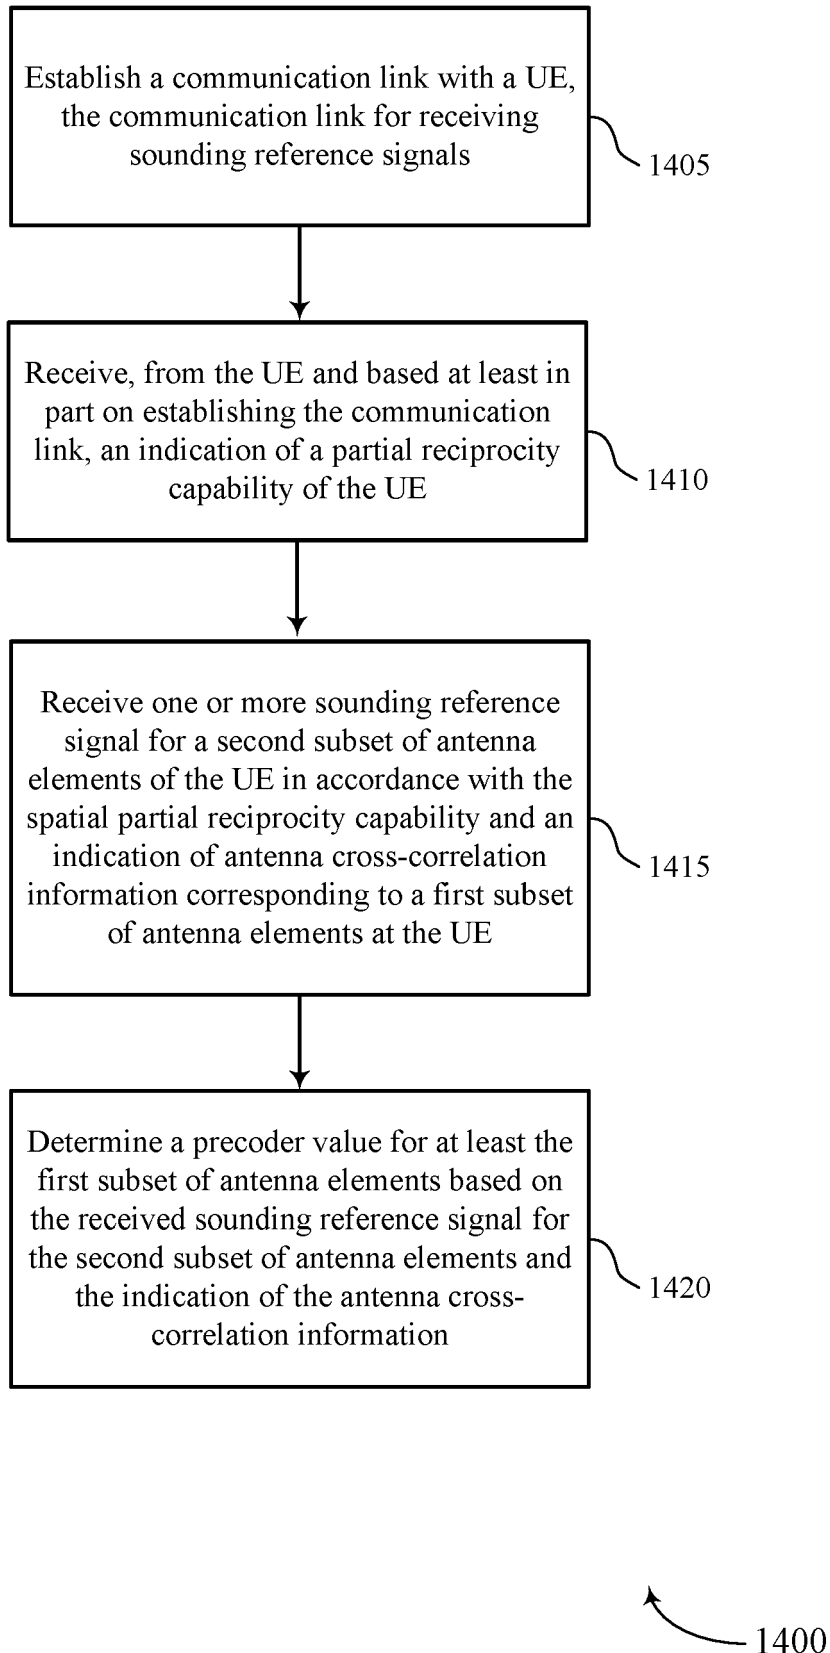 Establish a communication link with a UE,
the communication link for receiving
sounding reference signals
1405
Receive, from the UE and based at least in
part on establishing the communication
link, an indication of a partial reciprocity
capability of the UE
1410
Receive one or more sounding reference
signal for a second subset of antenna
elements of the UE in accordance with the
spatial partial reciprocity capability and an
indication of antenna cross-correlation
information corresponding to a first subset
of antenna elements at the UE
1415
Determine a precoder value for at least the
first subset of antenna elements based on
the received sounding reference signal for
the second subset of antenna elements and
the indication of the antenna cross-
correlation information
1420
1400